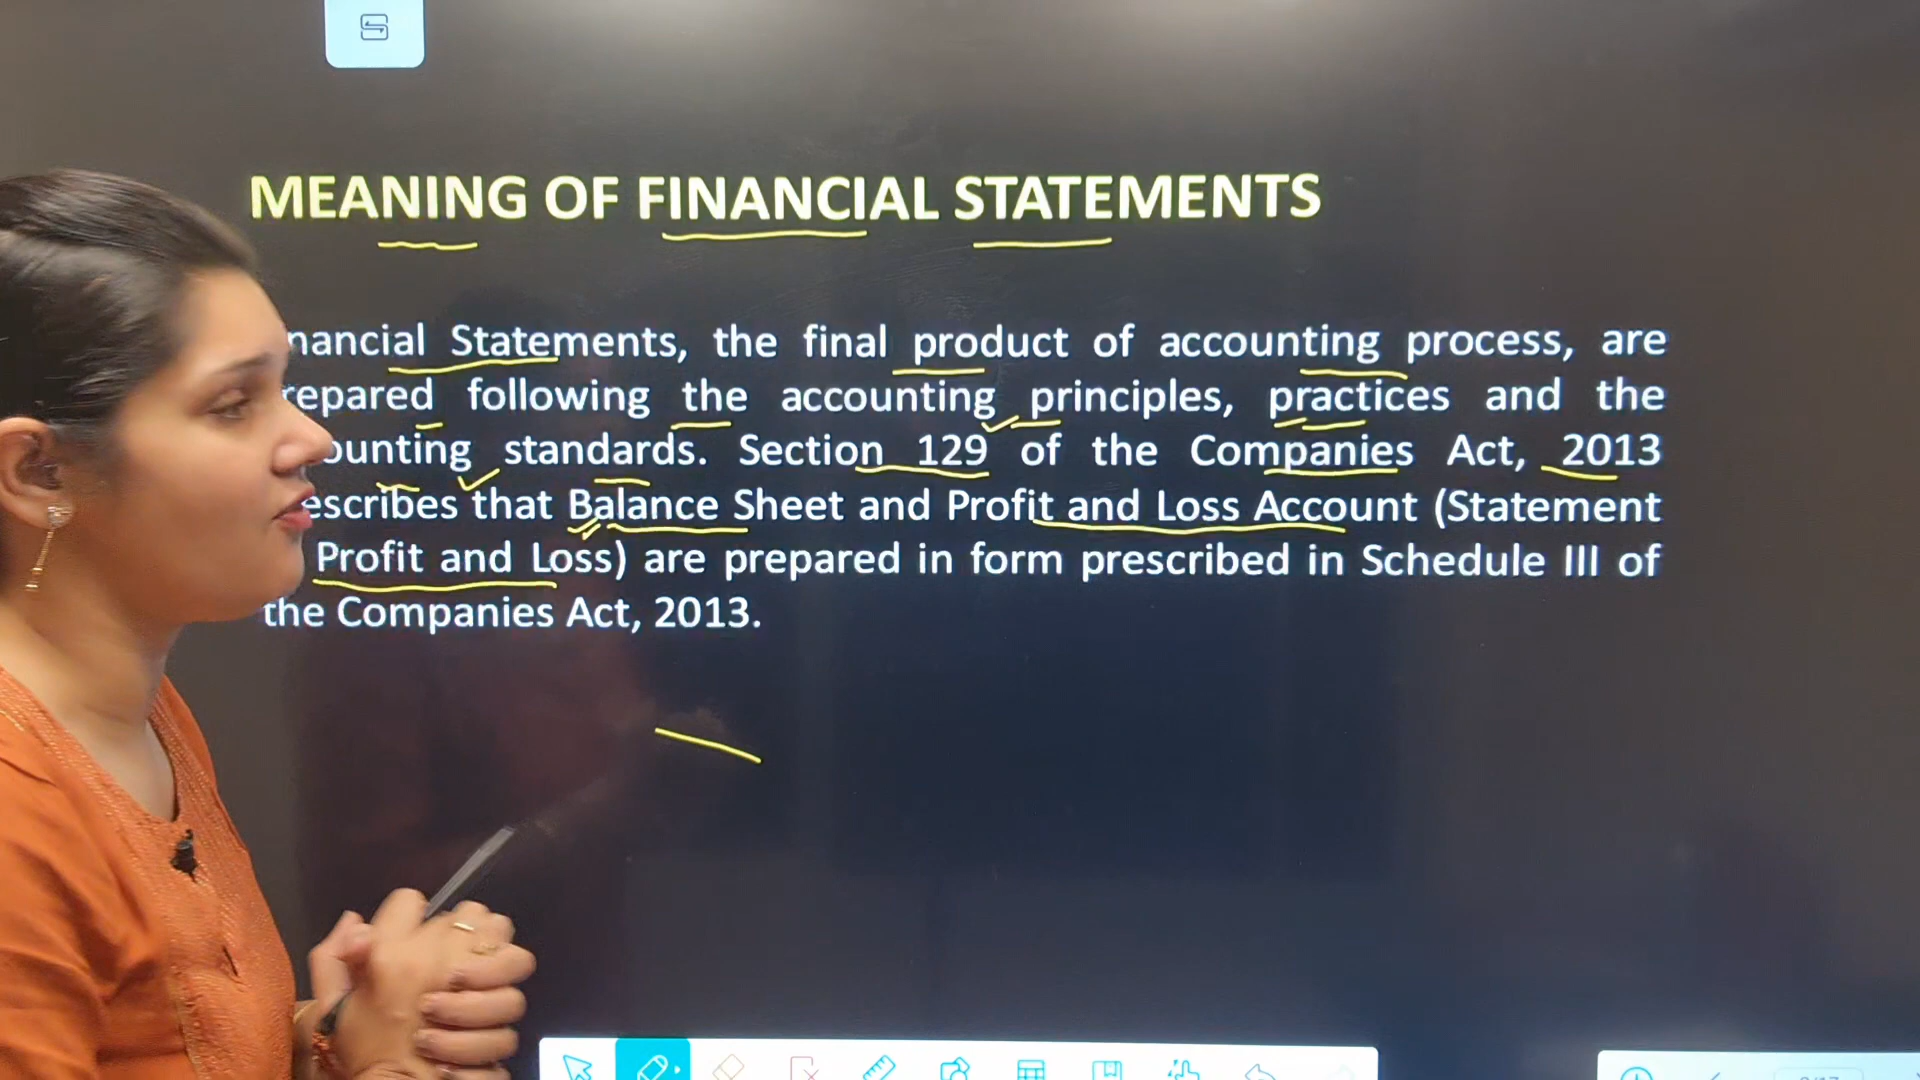 MEANING OF FINANCIAL STATEMENTS
nancial Statements, the final product of accounting process, are
repared following the accounting principles, practices and the
ounting standards. Section 129 of the Companies Act, 2013
escribes that Balance Sheet and Profit and Loss Account (Statement
Profit and Loss) are prepared in form prescribed in Schedule III of
the Companies Act, 2013.